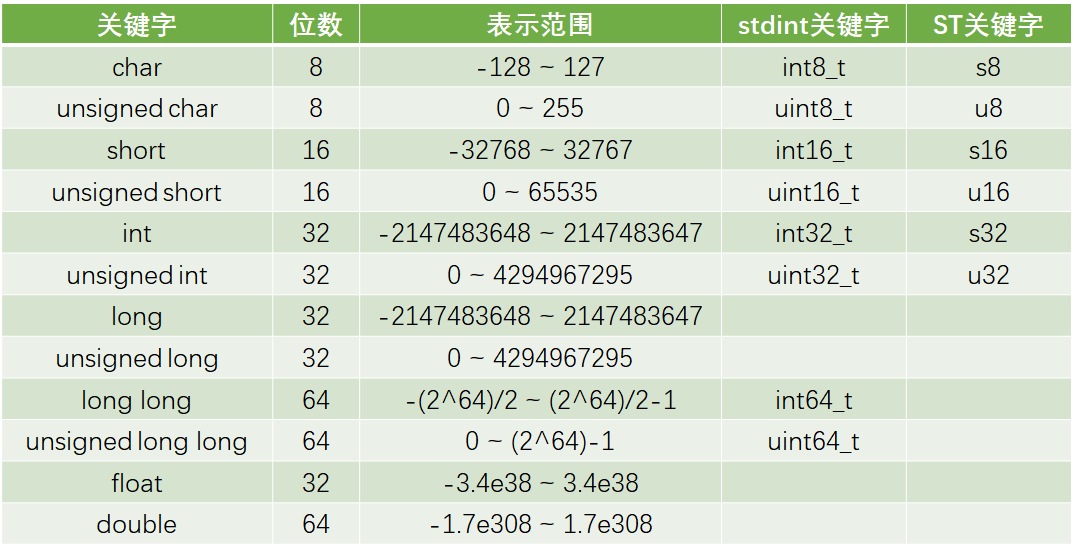 关键字 位数 表示范围 stdint关键字 ST关键字
char 8 -128 ~ 127 int8_t s8
unsigned char 8 0 ~ 255 uint8_t u8
short 16 -32768 ~ 32767 int16_t s16
unsigned short 16 0 ~ 65535 uint16_t u16
int 32 -2147483648 ~ 2147483647 int32_t s32
unsigned int 32 0 ~ 4294967295 uint32_t u32
long 32 -2147483648 ~ 2147483647
unsigned long 32 0 ~ 4294967295
long long 64 -(2^64)/2 ~ (2^64)/2-1 int64_t
unsigned long long 64 0 ~ (2^64)-1 uint64_t
float 32 -3.4e38 ~ 3.4e38
double 64 -1.7e308 ~ 1.7e308